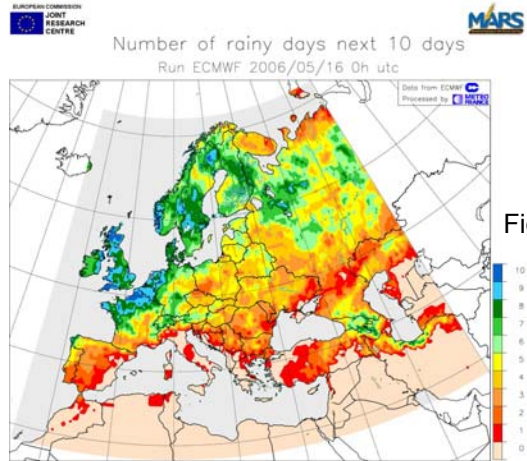 EUROPEAN COMMISSION
JOINT
RESEARCH
CENTRE
MARS
Number of rainy days next 10 days
Run ECMWF 2006/05/16 0h utc
Data from ECMWF
Processed by METEO
FRANCE
Fi
10
9
8
7
6
5
4
3
2
1
0